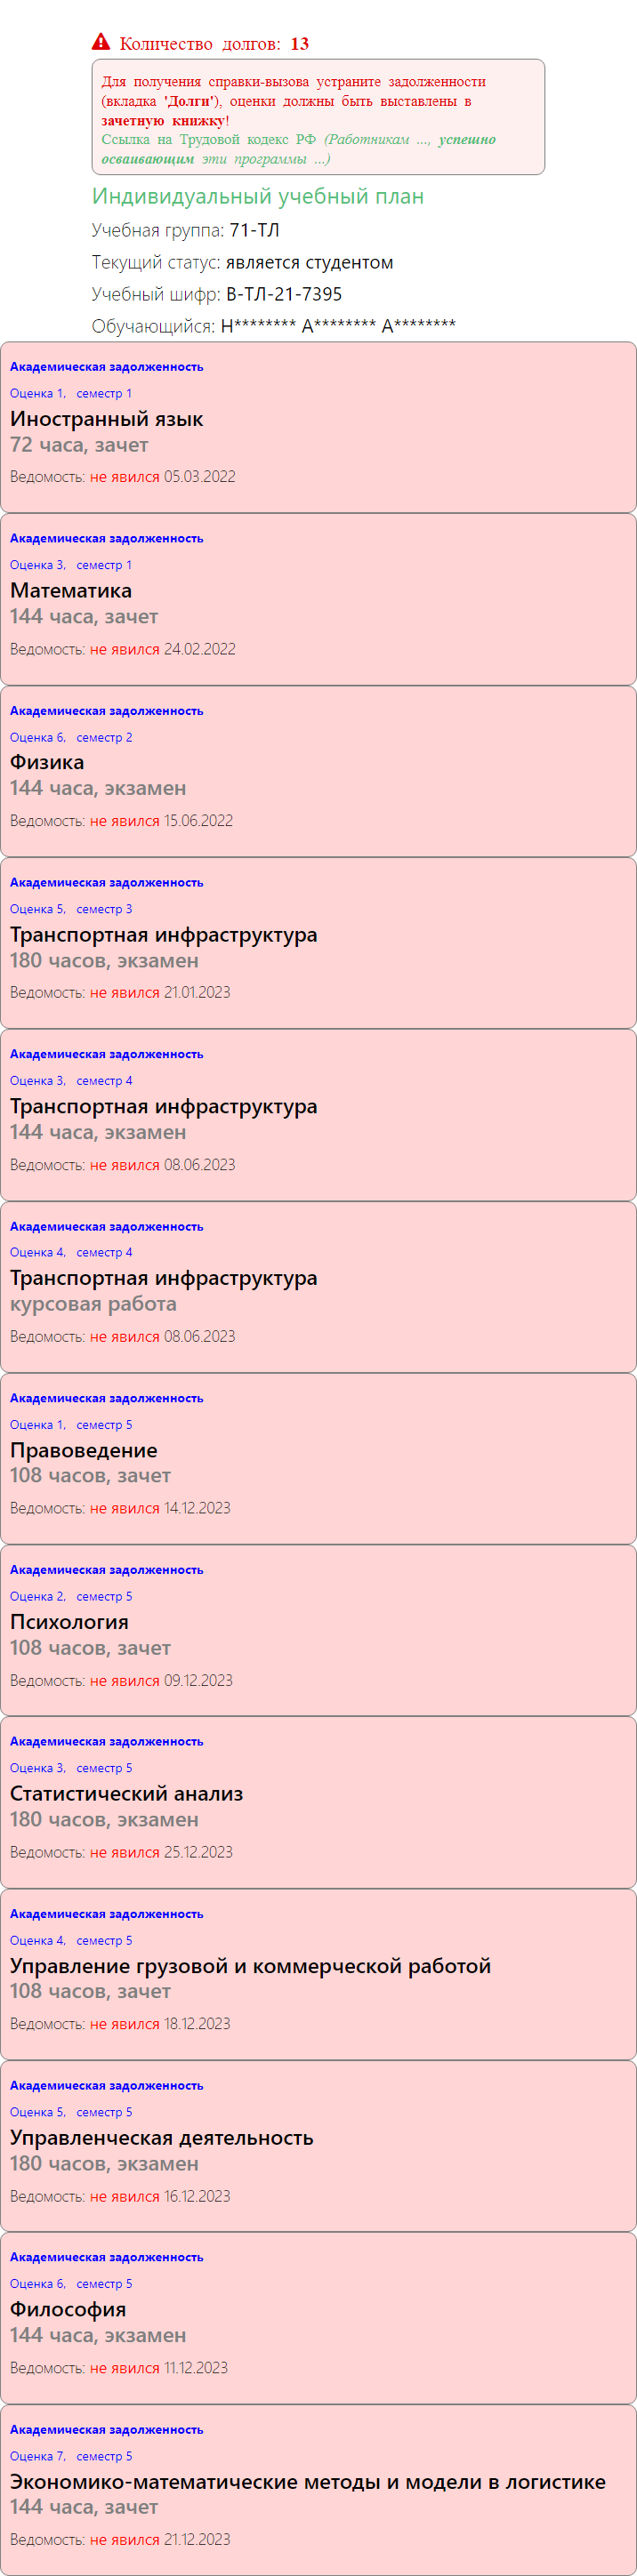 Количество долгов: 13
Для получения справки-вызова устраните задолженности
(вкладка 'Долги'), оценки должны быть выставлены в
зачетную книжку!
Ссылка на Трудовой кодекс РФ (Работникам ..., успешно
осваивающим эти программы ...)
Индивидуальный учебный план
Учебная группа: 71-ТЛ
Текущий статус: является студентом
Учебный шифр: В-ТЛ-21-7395
Обучающийся: Н******** А******** А********
Академическая задолженность
Оценка 1, семестр 1
Иностранный язык
72 часа, зачет
Ведомость: не явился 05.03.2022
Академическая задолженность
Оценка 3, семестр 1
Математика
144 часа, зачет
Ведомость: не явился 24.02.2022
Академическая задолженность
Оценка 6, семестр 2
Физика
144 часа, экзамен
Ведомость: не явился 15.06.2022
Академическая задолженность
Оценка 5, семестр 3
Транспортная инфраструктура
180 часов, экзамен
Ведомость: не явился 21.01.2023
Академическая задолженность
Оценка 3, семестр 4
Транспортная инфраструктура
144 часа, экзамен
Ведомость: не явился 08.06.2023
Академическая задолженность
Оценка 4, семестр 4
Транспортная инфраструктура
курсовая работа
Ведомость: не явился 08.06.2023
Академическая задолженность
Оценка 1, семестр 5
Правоведение
108 часов, зачет
Ведомость: не явился 14.12.2023
Академическая задолженность
Оценка 2, семестр 5
Психология
108 часов, зачет
Ведомость: не явился 09.12.2023
Академическая задолженность
Оценка 3, семестр 5
Статистический анализ
180 часов, экзамен
Ведомость: не явился 25.12.2023
Академическая задолженность
Оценка 4, семестр 5
Управление грузовой и коммерческой работой
108 часов, зачет
Ведомость: не явился 18.12.2023
Академическая задолженность
Оценка 5, семестр 5
Управленческая деятельность
180 часов, экзамен
Ведомость: не явился 16.12.2023
Академическая задолженность
Оценка 6, семестр 5
Философия
144 часа, экзамен
Ведомость: не явился 11.12.2023
Академическая задолженность
Оценка 7, семестр 5
Экономико-математические методы и модели в логистике
144 часа, зачет
Ведомость: не явился 21.12.2023